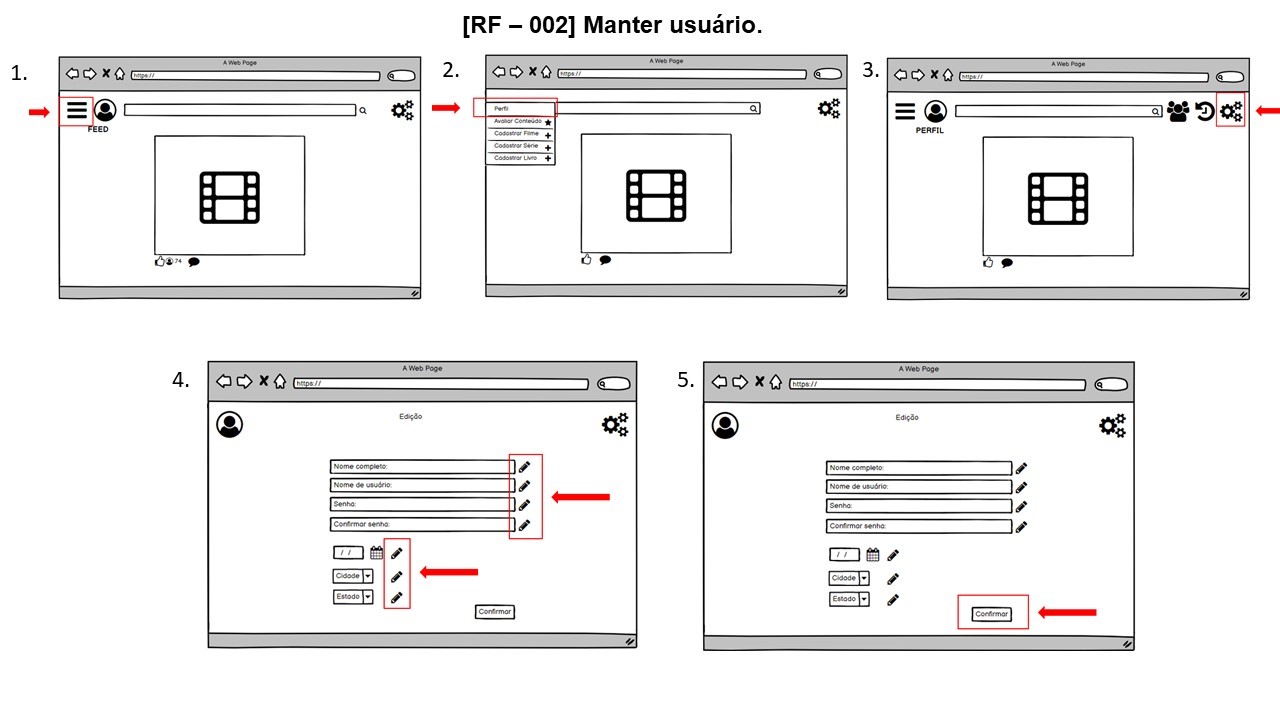 [RF – 002] Manter usuário.
1.
A Web Page
https://
FEED
74
2.
A Web Page
https://
Perfil
Avaliar Conteúdo
Cadastrar Filme
Cadastrar Série
Cadastrar Livro
3.
A Web Page
https://
PERFIL
4.
A Web Page
https://
Edição
Nome completo:
Nome de usuário:
Senha:
Confirmar senha:
/ /
Cidade
Estado
Confirmar
5.
A Web Page
https://
Edição
Nome completo:
Nome de usuário:
Senha:
Confirmar senha:
/ /
Cidade
Estado
Confirmar